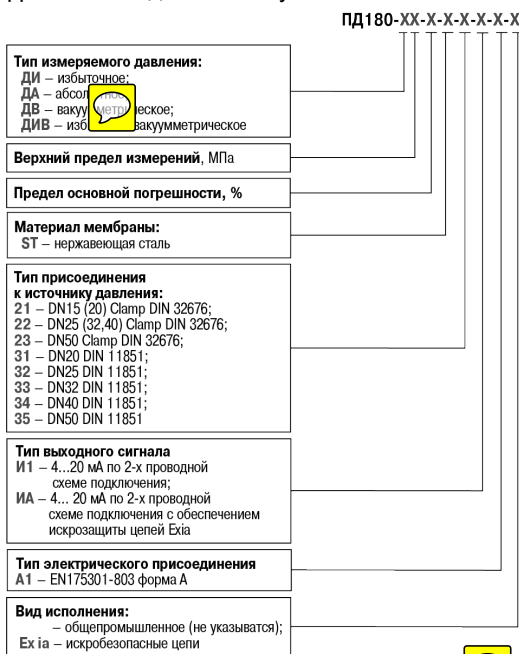 ПД180-ХХ-Х-Х-Х-Х-Х-Х
Тип измеряемого давления:
ДИ – избыточное;
ДА – абсол
ДВ – вакуу метри ческое;
ДИВ – изб вакуумметрическое
Верхний предел измерений, МПа
Предел основной погрешности, %
Материал мембраны:
ST – нержавеющая сталь
Тип присоединения
к источнику давления:
21 – DN15 (20) Clamp DIN 32676;
22 – DN25 (32,40) Clamp DIN 32676;
23 – DN50 Clamp DIN 32676;
31 – DN20 DIN 11851;
32 – DN25 DIN 11851;
33 – DN32 DIN 11851;
34 – DN40 DIN 11851;
35 – DN50 DIN 11851
Тип выходного сигнала
И1 – 4...20 мА по 2-х проводной
схеме подключения;
ИА – 4... 20 мА по 2-х проводной
схеме подключения с обеспечением
искрозащиты цепей Exia
Тип электрического присоединения
А1 – EN175301-803 форма А
Вид исполнения:
– общепромышленное (не указыватся);
Ex ia – искробезопасные цепи